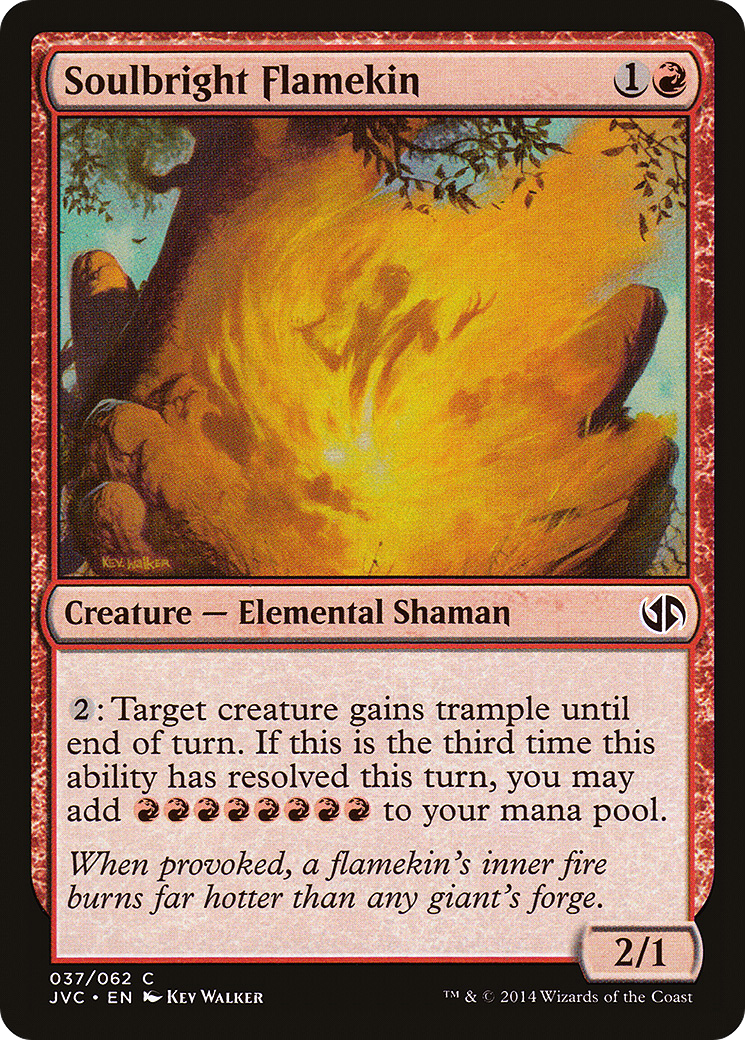 Soulbright Flamekin
1
KEV. WALKER
Creature — Elemental Shaman
2: Target creature gains trample until
end of turn. If this is the third time this
ability has resolved this turn, you may
add to your mana pool.
When provoked, a flamekin's inner fire
burns far hotter than any giant's forge.
2/1
037/062 C
JVC • EN Kev Walker
™ & © 2014 Wizards of the Coast